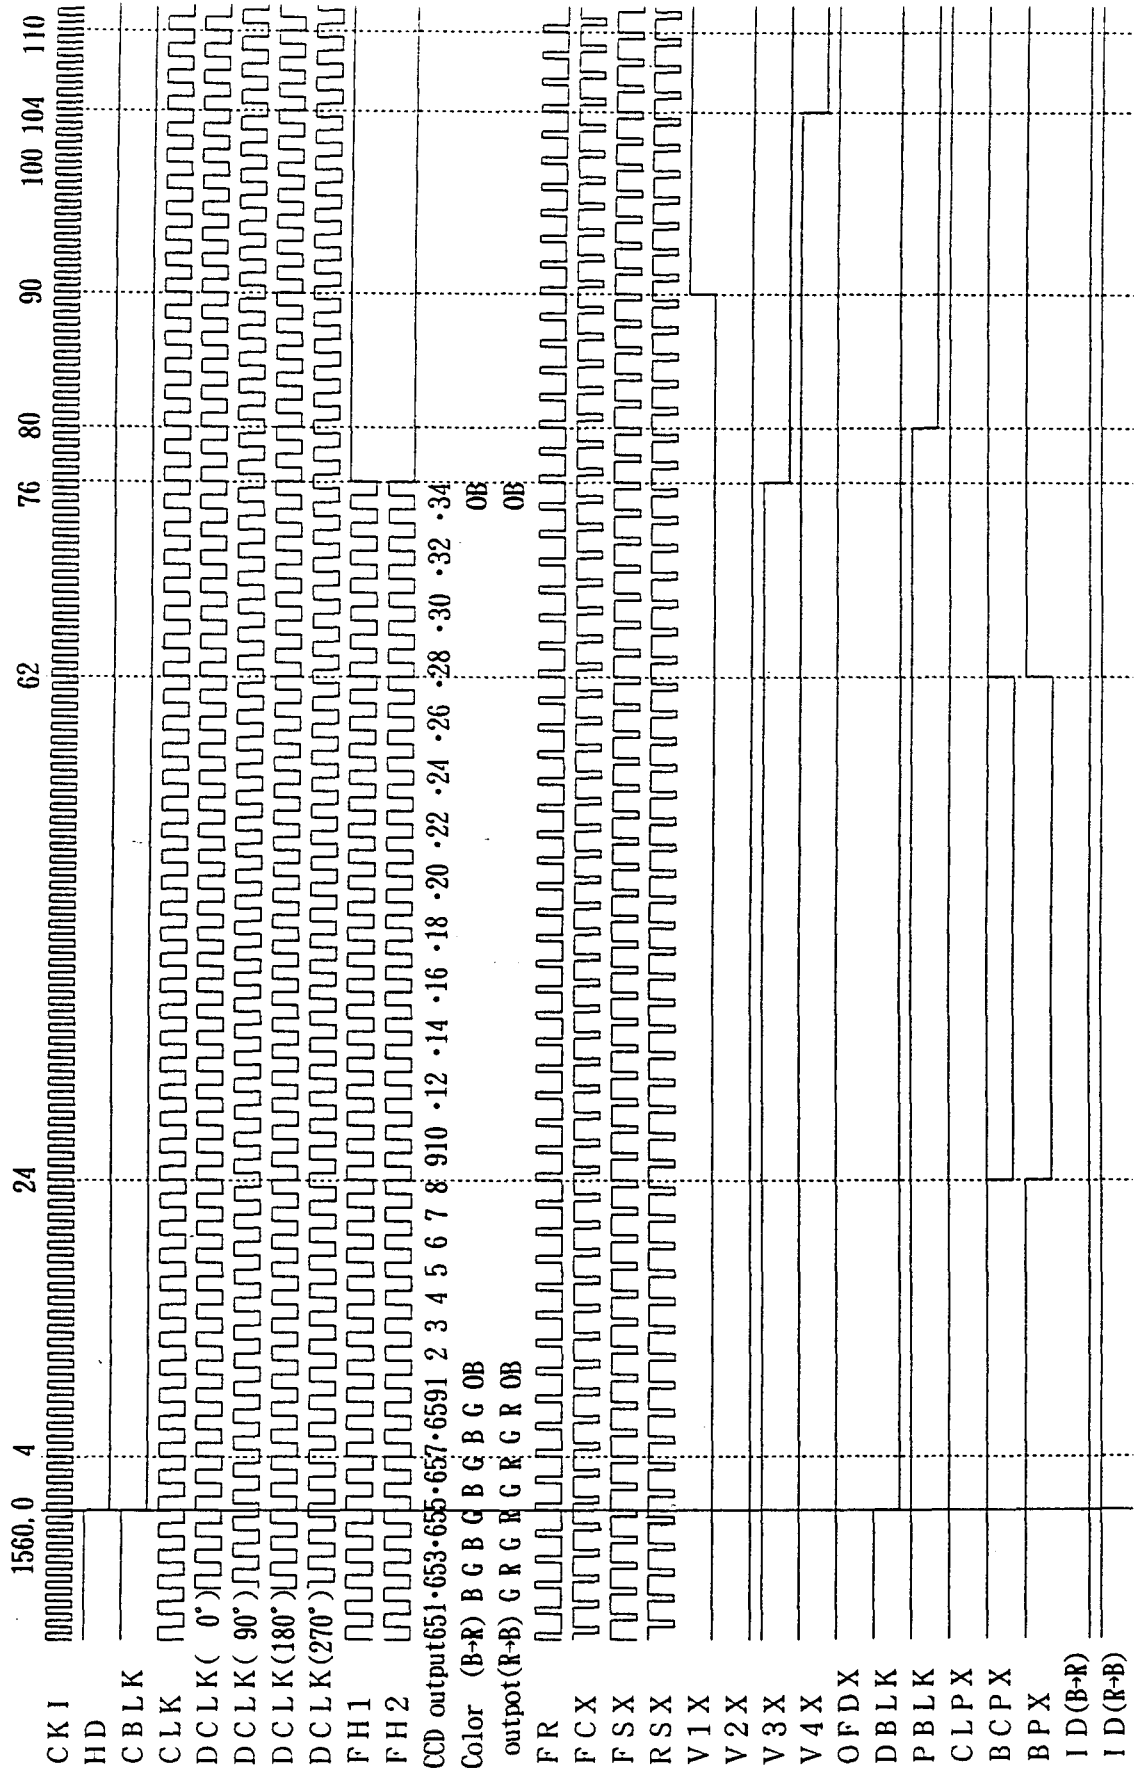 1560, 0 4 24 62 76 80 90 100 104 110
CKI
HD
CBLK
CLK
DCLK( 0°)
DCLK( 90°)
DCLK(180°)
DCLK(270°)
FH1
FH2
CCD output 651·653·655·657·6591 2 3 4 5 6 7 8 910 ·12 ·14 ·16 ·18 ·20 ·22 ·24 ·26 ·28 ·30 ·32 ·34
Color (B→R) B G B G B G B G OB OB
outpot(R→B) G R G R G R G R OB OB
FR
FCX
FSX
RSX
V1X
V2X
V3X
V4X
OFDX
DBLK
PBLK
CLPX
BCPX
BPX
ID(B→R)
ID(R→B)